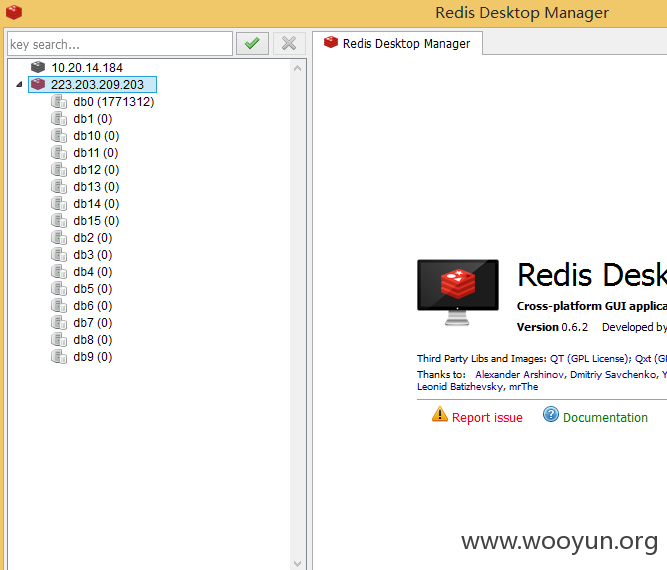 Redis Desktop Manager
key search...
Redis Desktop Manager
10.20.14.184
223.203.209.203
db0 (1771312)
db1 (0)
db10 (0)
db11 (0)
db12 (0)
db13 (0)
db14 (0)
db15 (0)
db2 (0)
db3 (0)
db4 (0)
db5 (0)
db6 (0)
db7 (0)
db8 (0)
db9 (0)
Redis Desk
Cross-platform GUI applica
Version 0.6.2 Developed by
Third Party Libs and Images: QT (GPL License); Qxt (GP
Thanks to: Alexander Arshinov, Dmitriy Savchenko, Y
Leonid Batizhevsky, mrThe
Report issue Documentation
www.wooyun.org